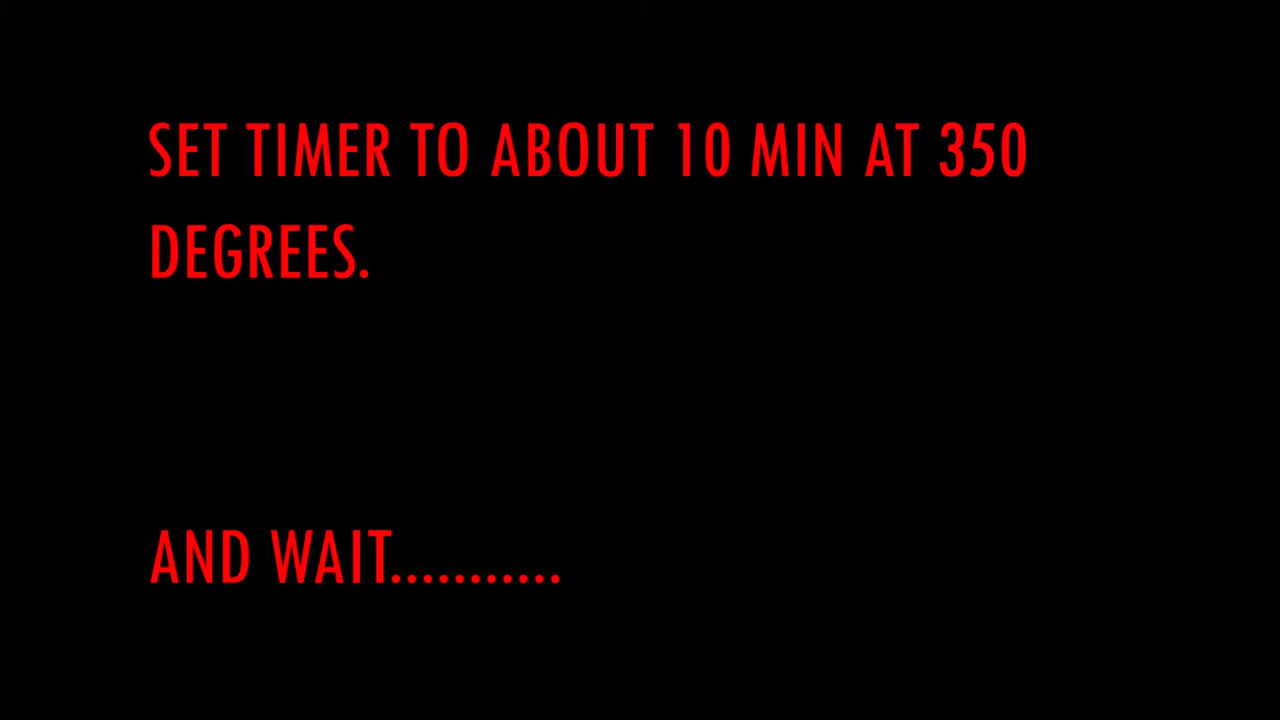 SET TIMER TO ABOUT 10 MIN AT 350
DEGREES.
AND WAIT...........